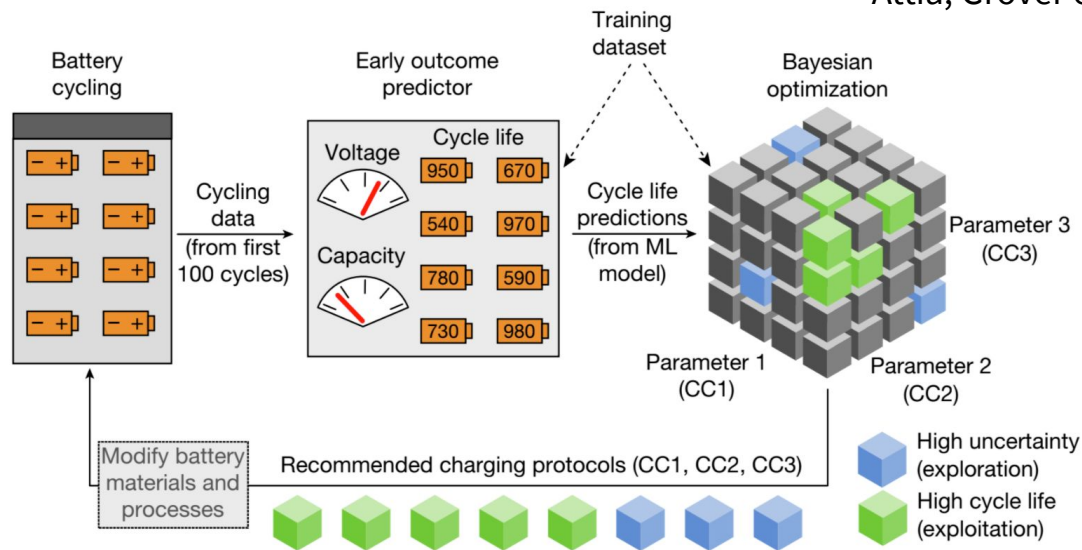 Attia, Grover
Training
dataset
Battery
cycling
Early outcome
predictor
Bayesian
optimization
Cycle life
Voltage
950
670
540
970
Capacity
780
590
730
980
- +
- +
- +
- +
- +
- +
- +
- +
Cycling
data
(from first
100 cycles)
Cycle life
predictions
(from ML
model)
Parameter 3
(CC3)
Parameter 1
(CC1)
Parameter 2
(CC2)
Modify battery
materials and
processes
Recommended charging protocols (CC1, CC2, CC3)
High uncertainty
(exploration)
High cycle life
(exploitation)